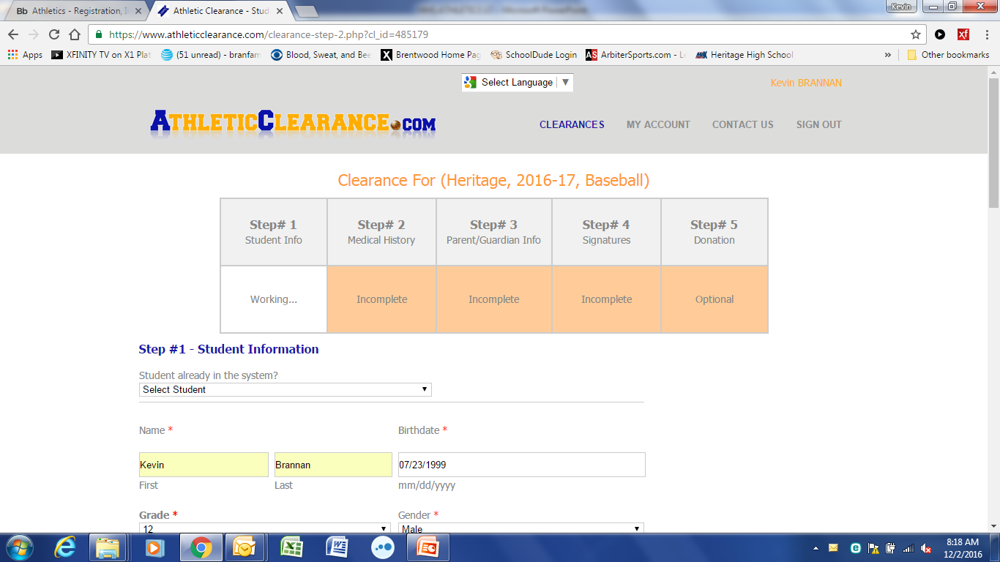 Microsoft PowerPoint
Bb Athletics - Registration, I
Athletic Clearance - Stud
Kevin
https://www.athleticclearance.com/clearance-step-2.php?cl_id=485179
xf
Apps XFINITY TV on X1 Plat (51 unread) - branfam Blood, Sweat, and Bee X Brentwood Home Pag SchoolDude Login AS ArbiterSports.com - Le Heritage High School » Other bookmarks
Select Language ▼
Kevin BRANNAN
ATHLETICCLEARANCE.COM
CLEARANCES MY ACCOUNT CONTACT US SIGN OUT
Clearance For (Heritage, 2016-17, Baseball)
Step# 1 Step# 2 Step# 3 Step# 4 Step# 5
Student Info Medical History Parent/Guardian Info Signatures Donation
Working... Incomplete Incomplete Incomplete Optional
Step #1 - Student Information
Student already in the system?
Select Student
Name * Birthdate *
Kevin Brannan 07/23/1999
First Last mm/dd/yyyy
Grade * Gender *
12 Male
8:18 AM
12/2/2016